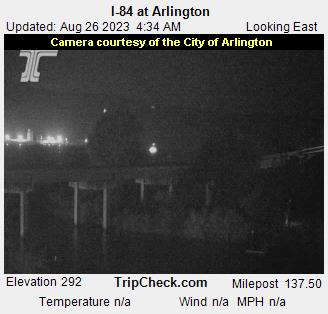 I-84 at Arlington
Updated: Aug 26 2023 4:34 AM Looking East
Camera courtesy of the City of Arlington
Elevation 292 TripCheck.com Milepost 137.50
Temperature n/a Wind n/a MPH n/a